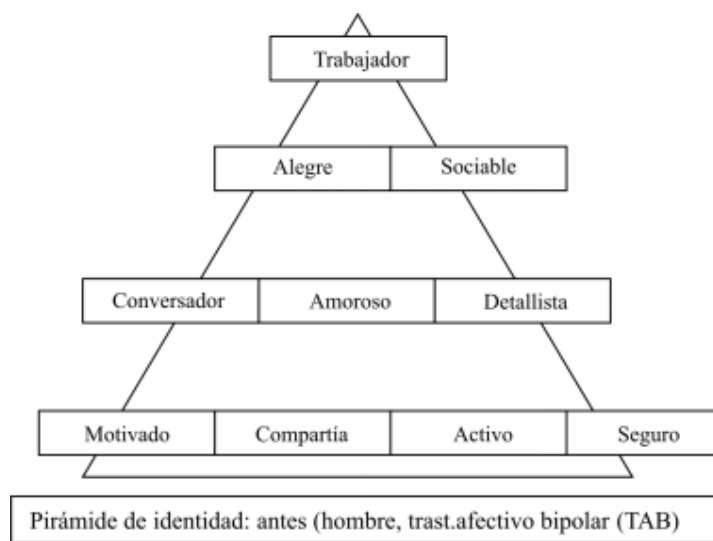 Trabajador
Alegre Sociable
Conversador Amoroso Detallista
Motivado Compartía Activo Seguro
Pirámide de identidad: antes (hombre, trast.afectivo bipolar (TAB)